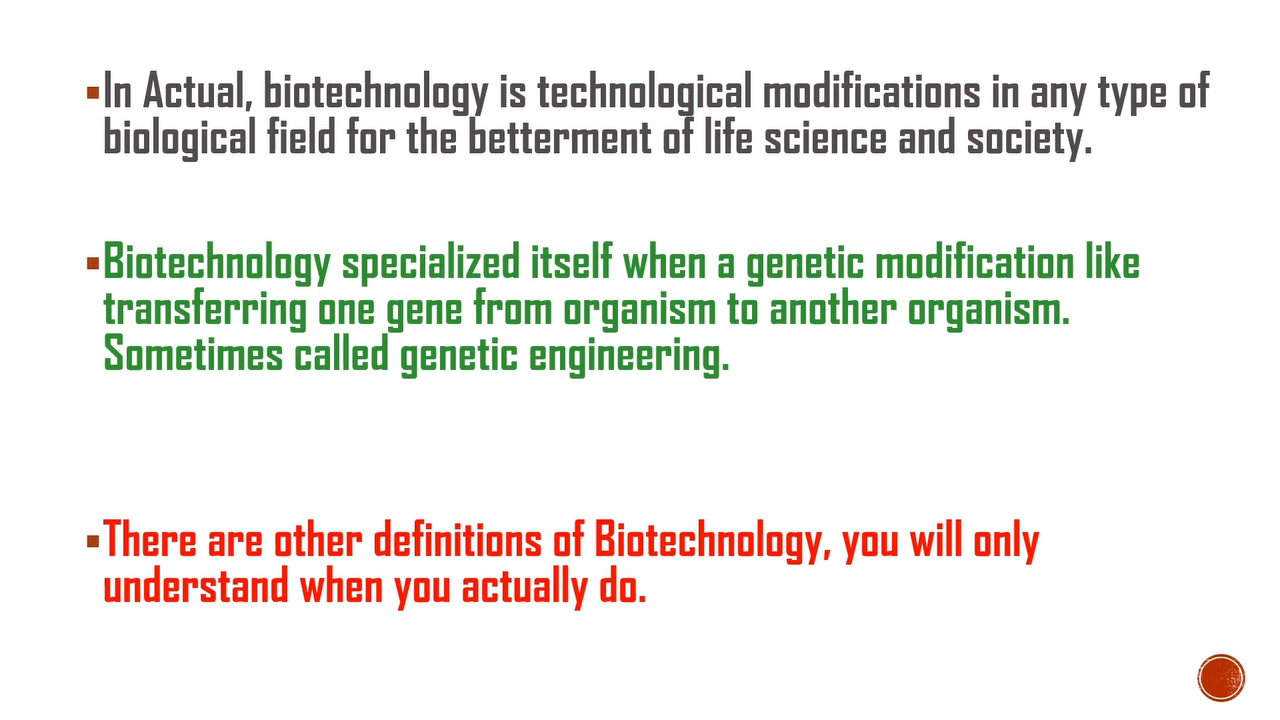 ▪In Actual, biotechnology is technological modifications in any type of
biological field for the betterment of life science and society.
▪Biotechnology specialized itself when a genetic modification like
transferring one gene from organism to another organism.
Sometimes called genetic engineering.
▪There are other definitions of Biotechnology, you will only
understand when you actually do.